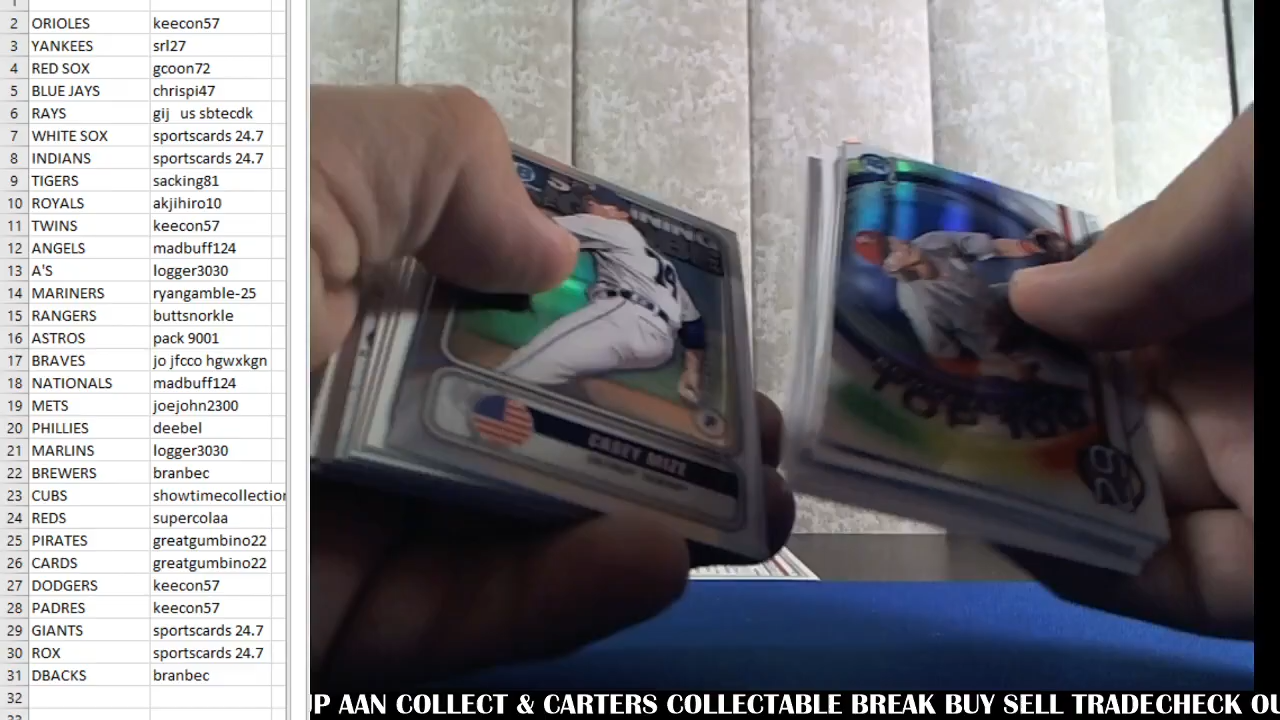 1
2 ORIOLES keecon57
3 YANKEES srl27
4 RED SOX gcoon72
5 BLUE JAYS chrispi47
6 RAYS gij us sbtecdk
7 WHITE SOX sportscards 24.7
8 INDIANS sportscards 24.7
9 TIGERS sacking81
10 ROYALS akjihiro10
11 TWINS keecon57
12 ANGELS madbuff124
13 A'S logger3030
14 MARINERS ryangamble-25
15 RANGERS buttsnorkle
16 ASTROS pack 9001
17 BRAVES jo jfcco hgwxkgn
18 NATIONALS madbuff124
19 METS joejohn2300
20 PHILLIES deebel
21 MARLINS logger3030
22 BREWERS branbec
23 CUBS showtimecollection
24 REDS supercolaa
25 PIRATES greatgumbino22
26 CARDS greatgumbino22
27 DODGERS keecon57
28 PADRES keecon57
29 GIANTS sportscards 24.7
30 ROX sportscards 24.7
31 DBACKS branbec
32
33
CASEY MIZE
UP AAN COLLECT & CARTERS COLLECTABLE BREAK BUY SELL TRADECHECK OU